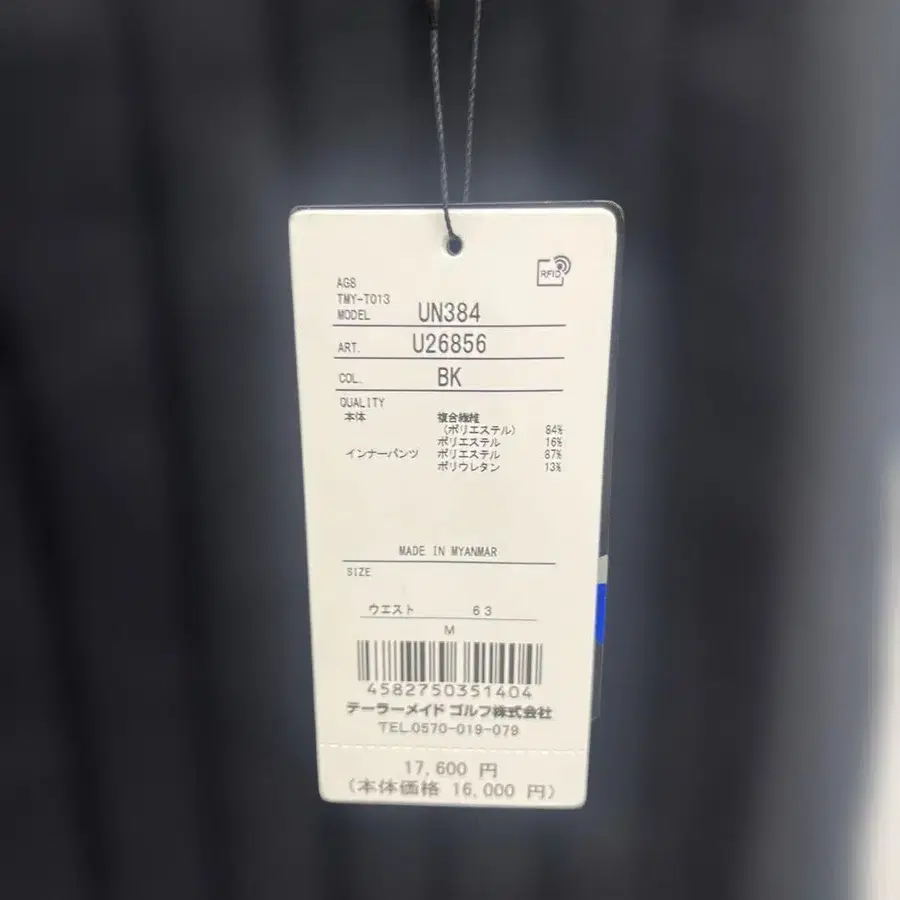 RFID
AG8
TMY-T013
MODEL UN384
ART. U26856
COL. BK
QUALITY
本体 複合繊維
(ポリエステル) 84%
ポリエステル 16%
インナーパンツ ポリエステル 87%
ポリウレタン 13%
MADE IN MYANMAR
SIZE
ウエスト 63
M
4582750351404
テーラーメイド ゴルフ株式会社
TEL.0570-019-079
17,600 円
(本体価格 16,000 円)